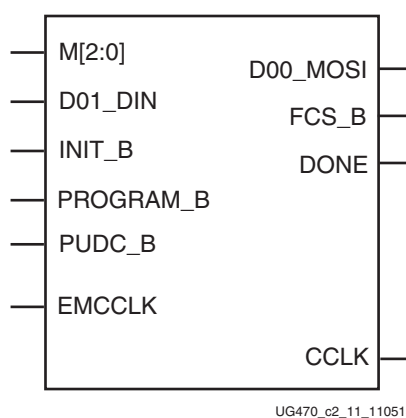 M[2:0]
D01_DIN
INIT_B
PROGRAM_B
PUDC_B
EMCCLK
D00_MOSI
FCS_B
DONE
CCLK
UG470_c2_11_11051